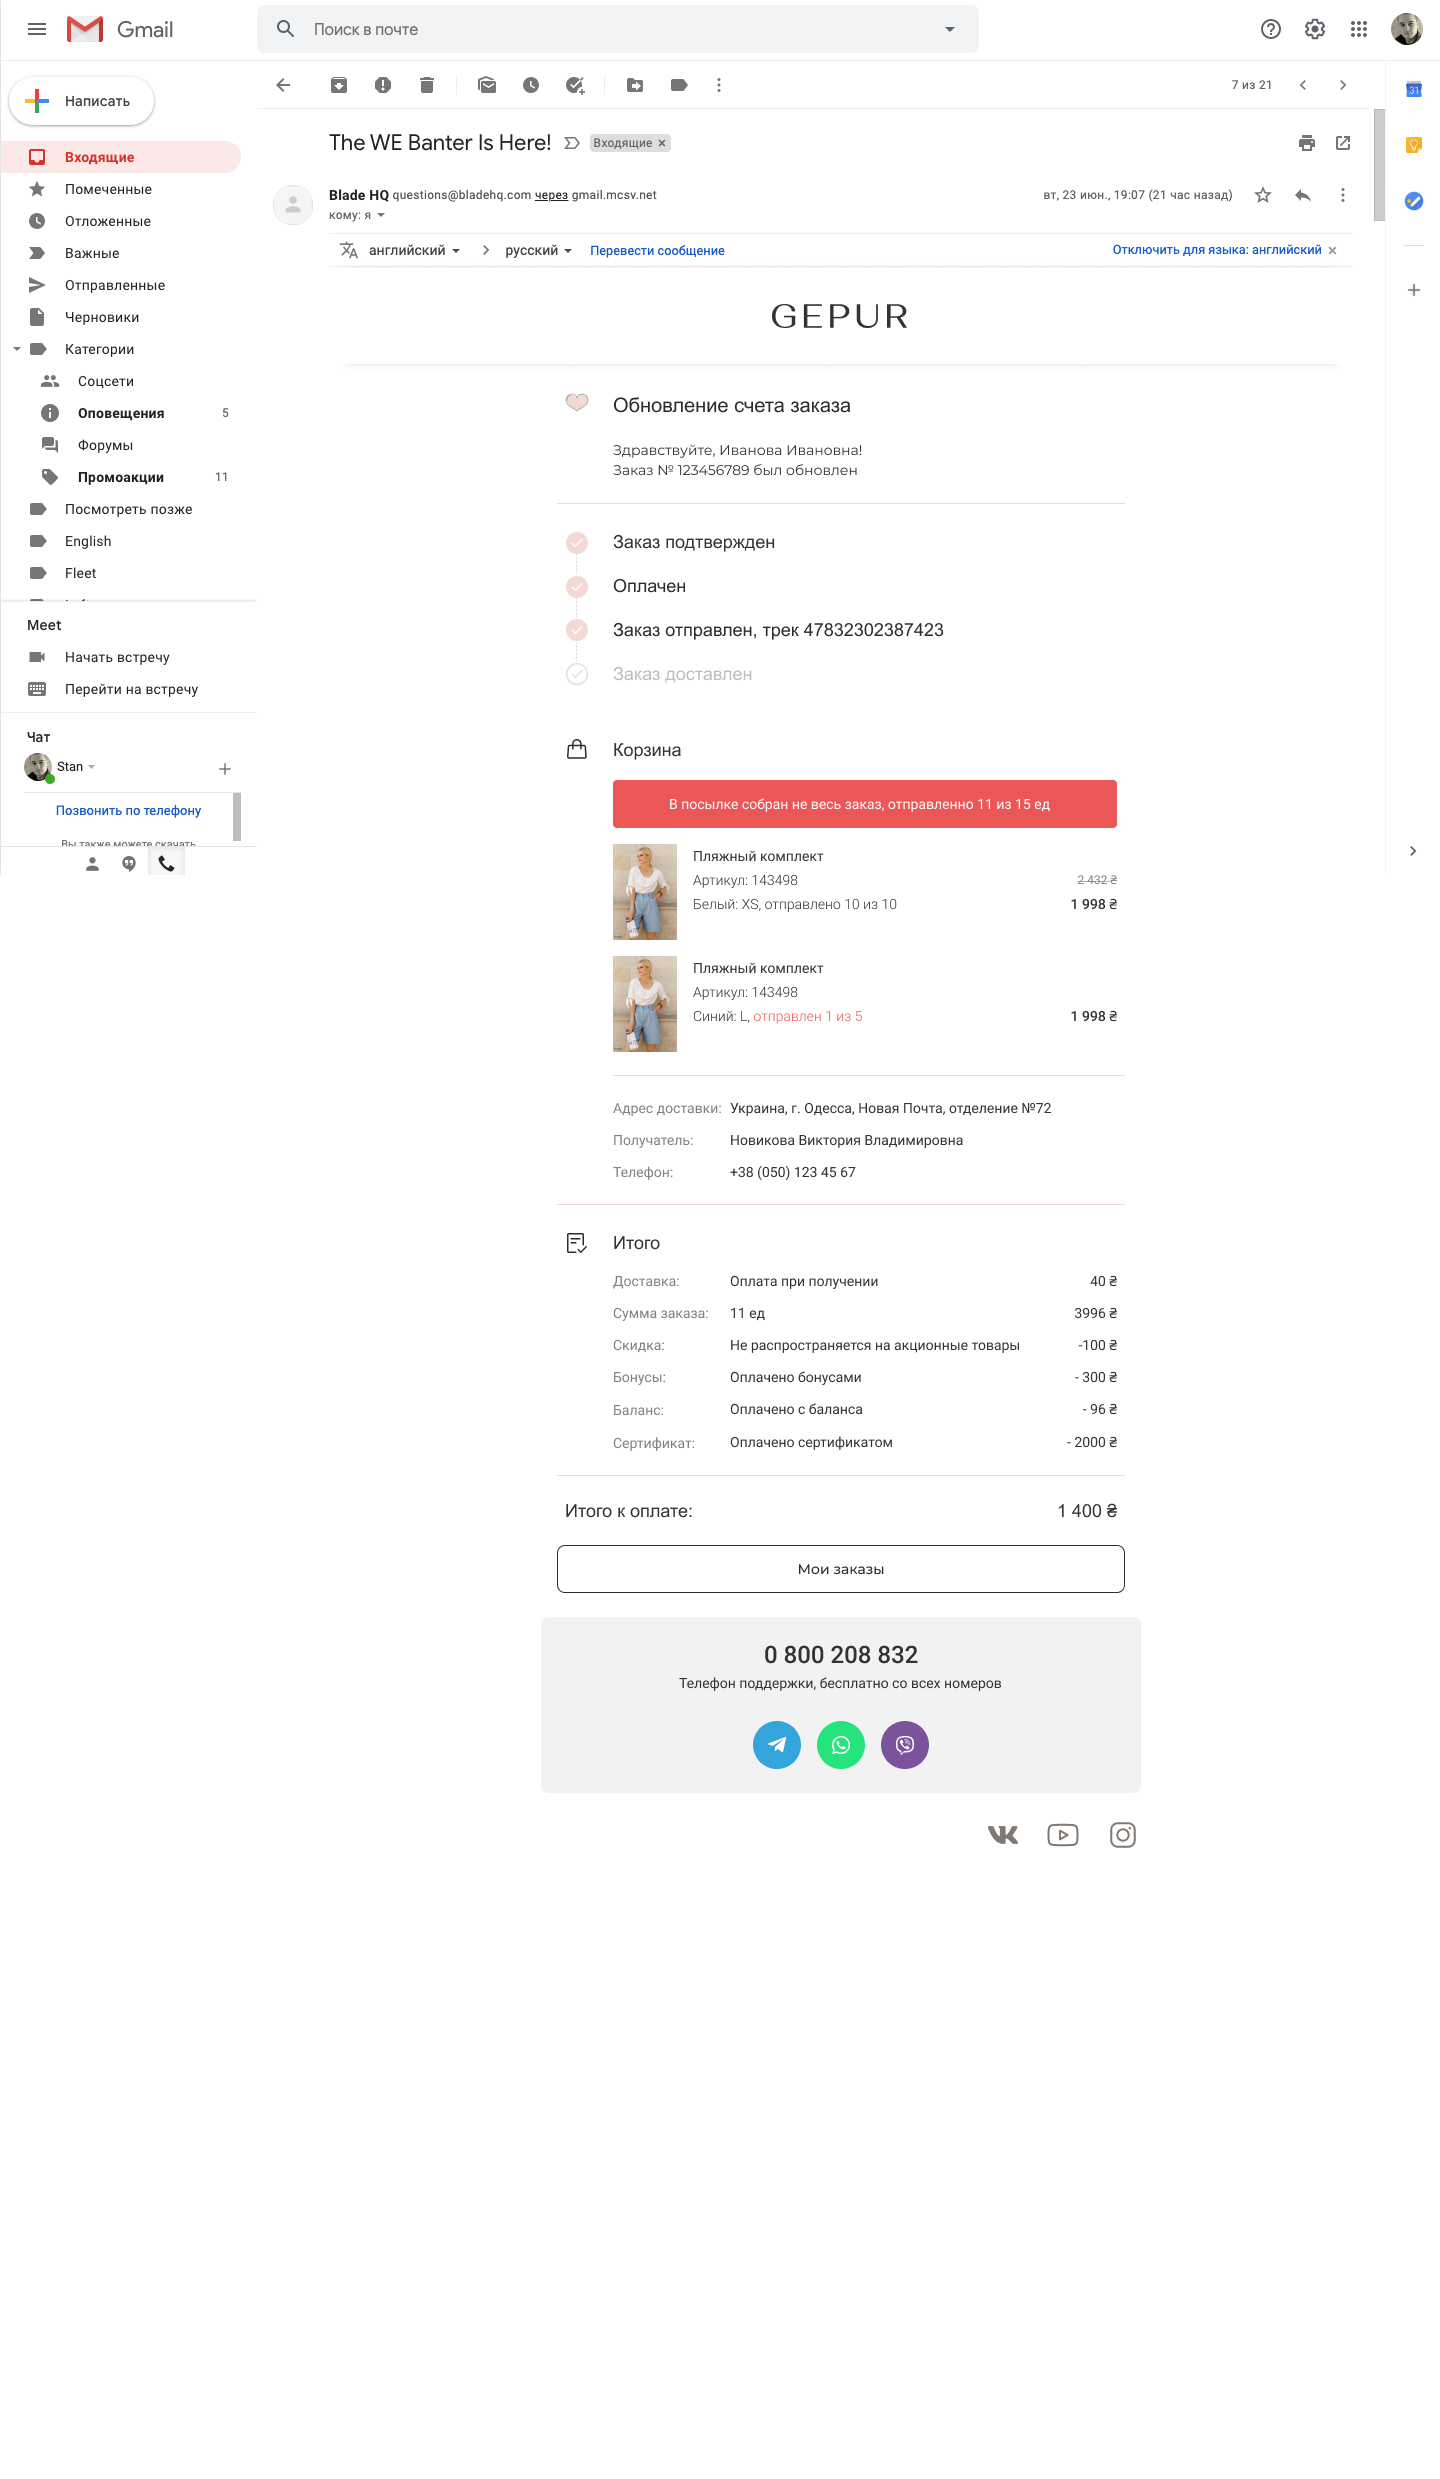 Gmail
Поиск в почте
Написать
7 из 21
Входящие
Помеченные
Отложенные
Важные
Отправленные
Черновики
Категории
Соцсети
Оповещения 5
Форумы
Промоакции 11
Посмотреть позже
English
Fleet
Meet
Начать встречу
Перейти на встречу
Чат
Stan
Позвонить по телефону
Вы также можете скачать
The WE Banter Is Here! Входящие
Blade HQ questions@bladehq.com через gmail.mcsv.net
вт, 23 июн., 19:07 (21 час назад)
кому: я
английский русский Перевести сообщение Отключить для языка: английский
GEPUR
Обновление счета заказа
Здравствуйте, Иванова Ивановна!
Заказ № 123456789 был обновлен
Заказ подтвержден
Оплачен
Заказ отправлен, трек 47832302387423
Заказ доставлен
Корзина
В посылке собран не весь заказ, отправленно 11 из 15 ед
Пляжный комплект
Артикул: 143498 2 432 ₴
Белый: XS, отправлено 10 из 10 1 998 ₴
Пляжный комплект
Артикул: 143498
Синий: L, отправлен 1 из 5 1 998 ₴
Адрес доставки: Украина, г. Одесса, Новая Почта, отделение №72
Получатель: Новикова Виктория Владимировна
Телефон: +38 (050) 123 45 67
Итого
Доставка: Оплата при получении 40 ₴
Сумма заказа: 11 ед 3996 ₴
Скидка: Не распространяется на акционные товары -100 ₴
Бонусы: Оплачено бонусами - 300 ₴
Баланс: Оплачено с баланса - 96 ₴
Сертификат: Оплачено сертификатом - 2000 ₴
Итого к оплате: 1 400 ₴
Мои заказы
0 800 208 832
Телефон поддержки, бесплатно со всех номеров